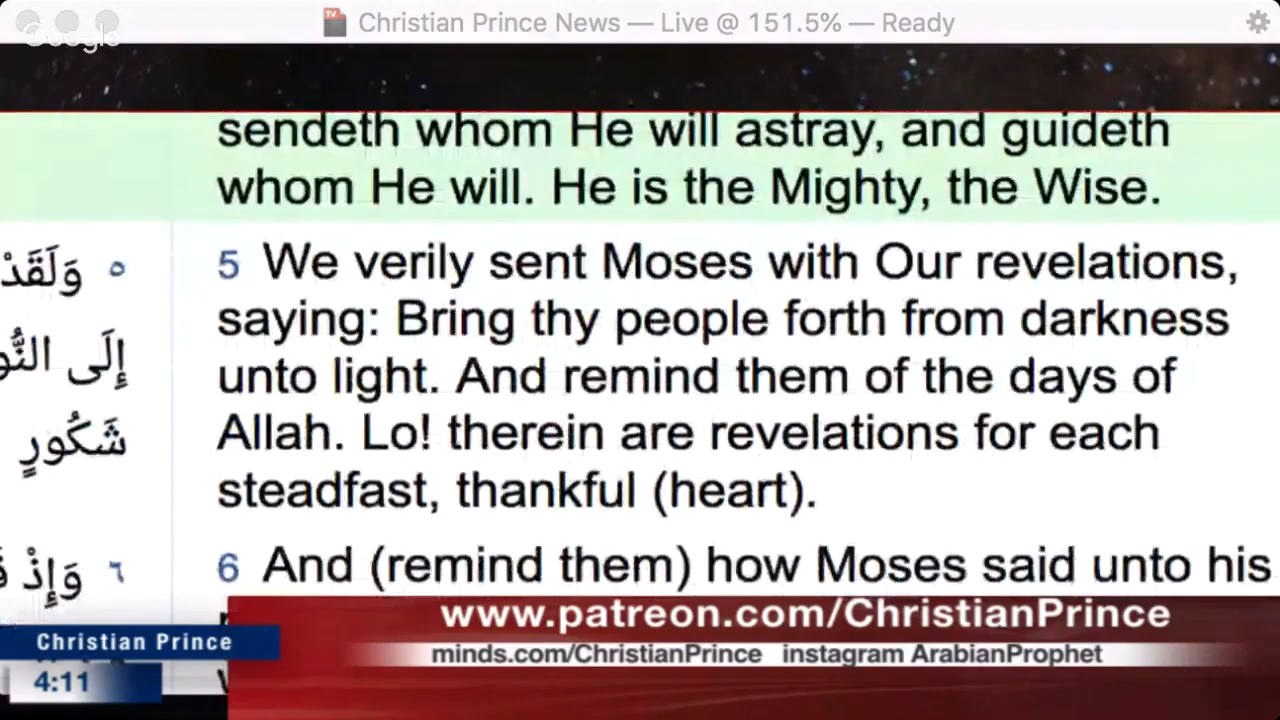 Christian Prince News — Live @ 151.5% — Ready
Google
sendeth whom He will astray, and guideth
whom He will. He is the Mighty, the Wise.
5 We verily sent Moses with Our revelations,
saying: Bring thy people forth from darkness
unto light. And remind them of the days of
Allah. Lo! therein are revelations for each
steadfast, thankful (heart).
٥ وَلَقَدْ
إِلَى
شَكُورٍ
6 And (remind them) how Moses said unto his
٦ وَإِذْ
www.patreon.com/ChristianPrince
Christian Prince
minds.com/ChristianPrince instagram ArabianProphet
4:11